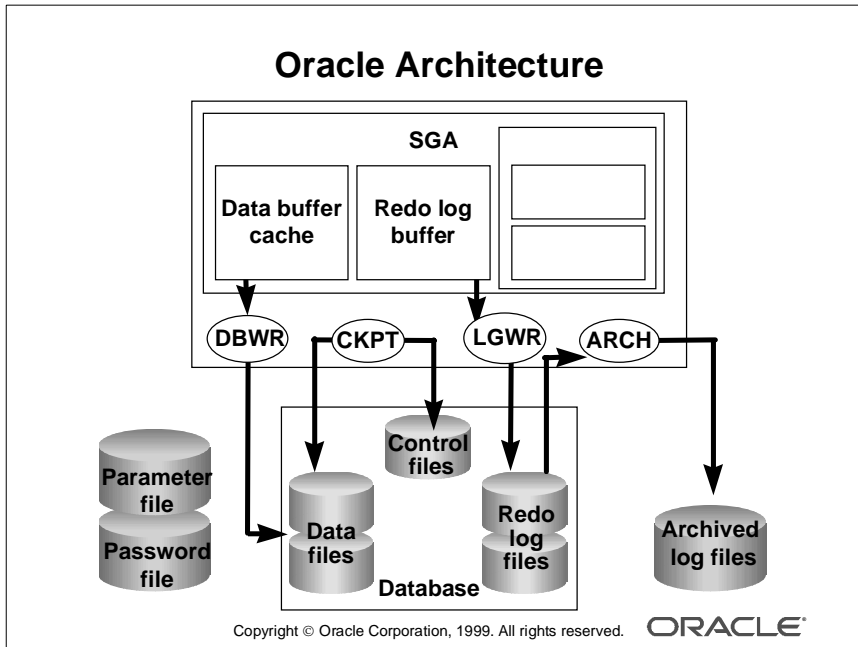 Oracle Architecture
SGA
Data buffer
cache
Redo log
buffer
DBWR
CKPT
LGWR
ARCH
Control
files
Parameter
file
Password
file
Data
files
Redo
log
files
Archived
log files
Database
Copyright © Oracle Corporation, 1999. All rights reserved.
ORACLE®